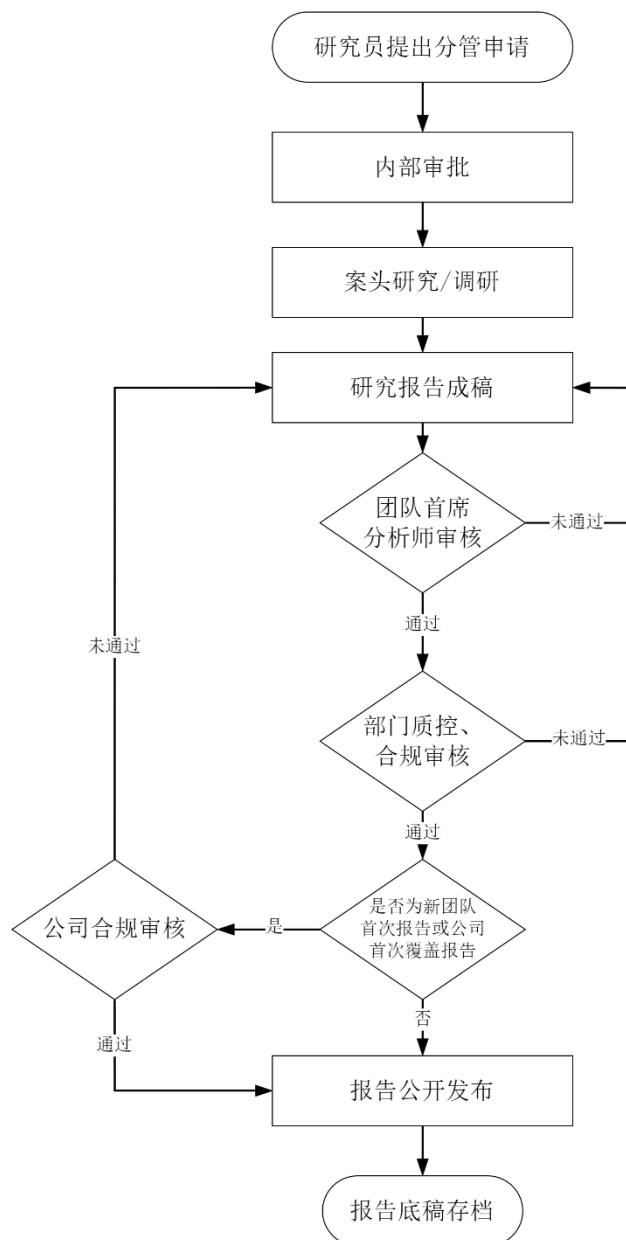 研究员提出分管申请
内部审批
案头研究/调研
研究报告成稿
团队首席
分析师审核
未通过
通过
未通过
部门质控、
合规审核
未通过
通过
公司合规审核
是
是否为新团队
首次报告或公司
首次覆盖报告
通过
否
报告公开发布
报告底稿存档